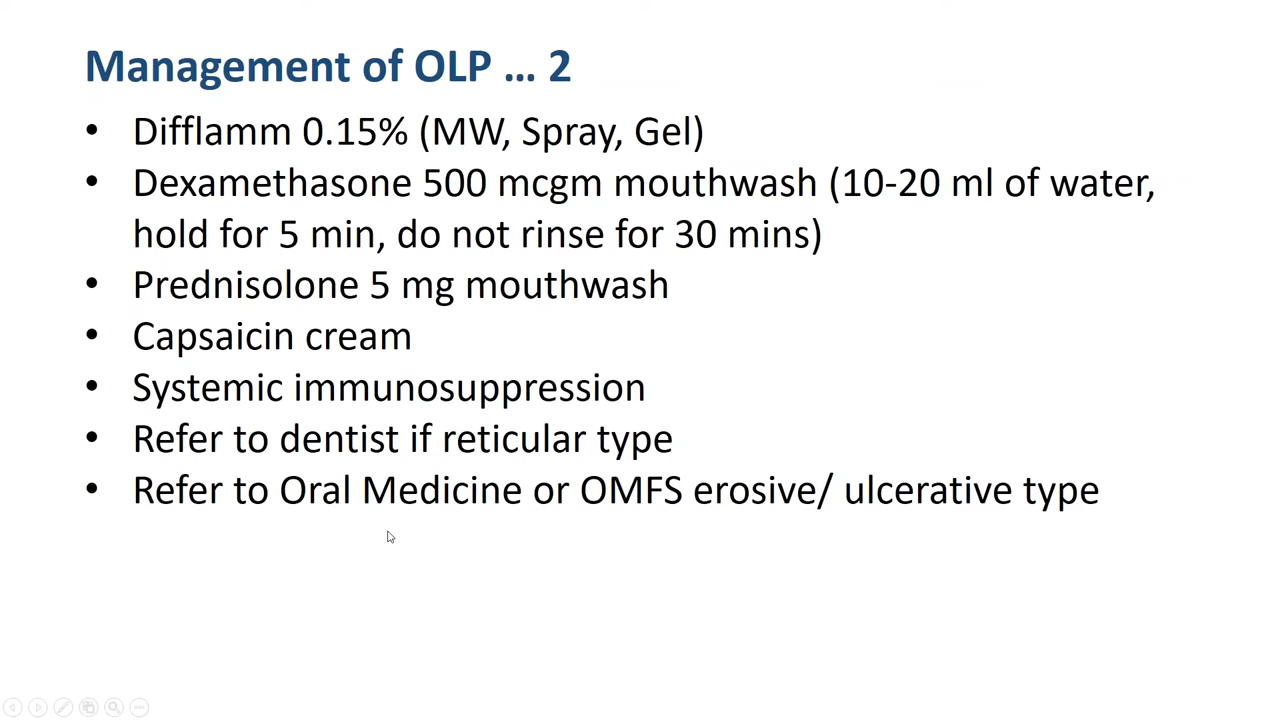 Management of OLP … 2
• Difflamm 0.15% (MW, Spray, Gel)
• Dexamethasone 500 mcgm mouthwash (10-20 ml of water,
hold for 5 min, do not rinse for 30 mins)
• Prednisolone 5 mg mouthwash
• Capsaicin cream
• Systemic immunosuppression
• Refer to dentist if reticular type
• Refer to Oral Medicine or OMFS erosive/ ulcerative type